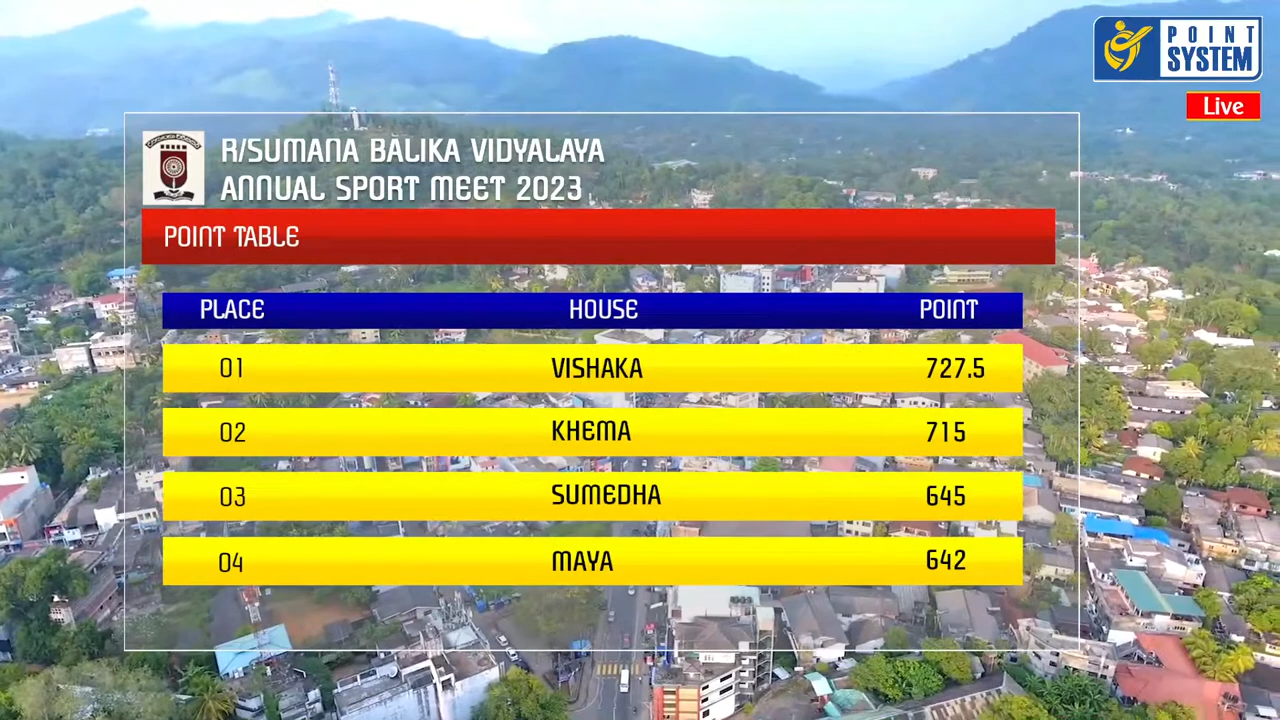 POINT
SYSTEM
Live
R/SUMANA BALIKA VIDYALAYA
ANNUAL SPORT MEET 2023
POINT TABLE
PLACE HOUSE POINT
01 VISHAKA 727.5
02 KHEMA 715
03 SUMEDHA 645
04 MAYA 642